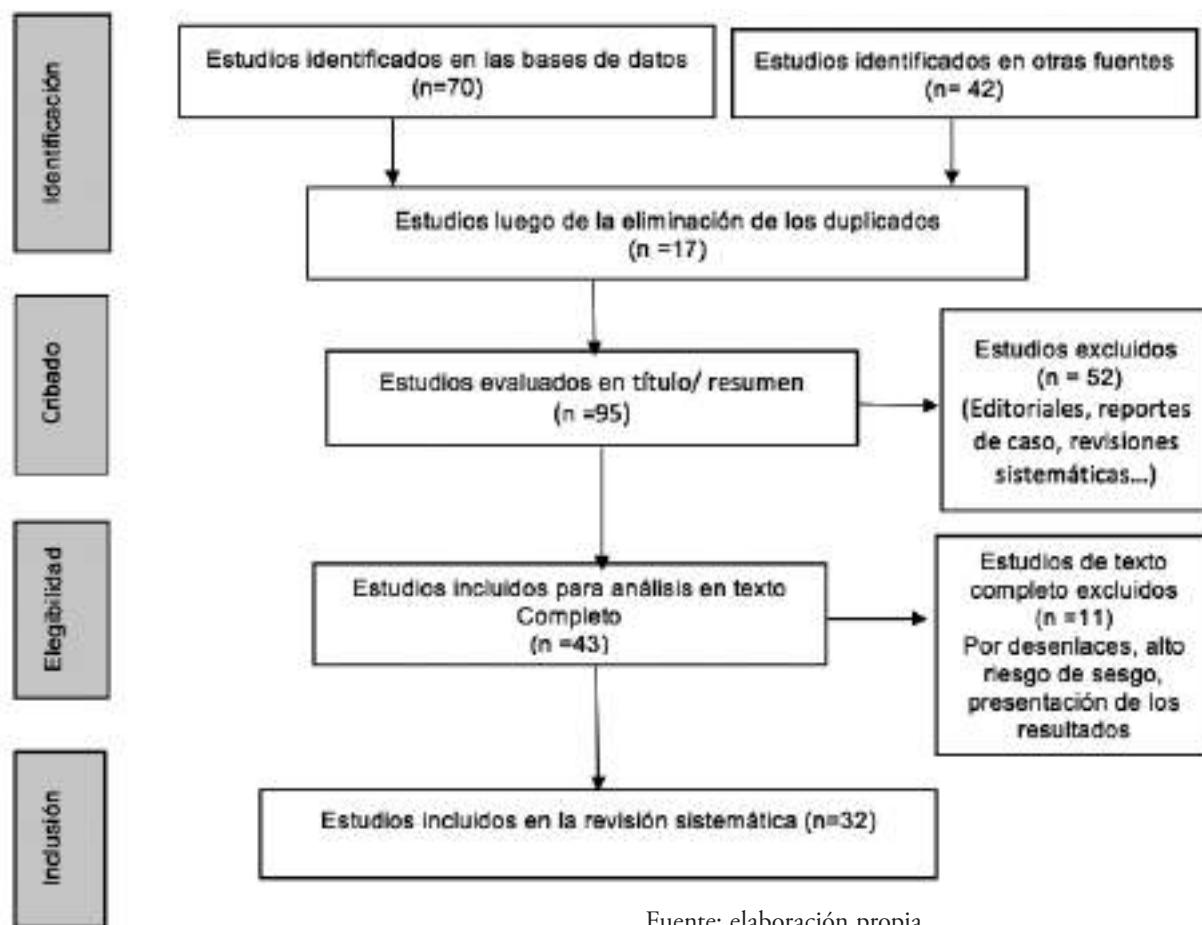 Identificación
Estudios identificados en las bases de datos
(n=70)
Estudios identificados en otras fuentes
(n= 42)
Estudios luego de la eliminación de los duplicados
(n =17)
Cribado
Estudios evaluados en título/ resumen
(n =95)
Estudios excluidos
(n = 52)
(Editoriales, reportes
de caso, revisiones
sistemáticas...)
Elegibilidad
Estudios incluidos para análisis en texto
Completo
(n =43)
Estudios de texto
completo excluidos
(n =11)
Por desenlaces, alto
riesgo de sesgo,
presentación de los
resultados
Inclusión
Estudios incluidos en la revisión sistemática (n=32)
Fuente: elaboración propia